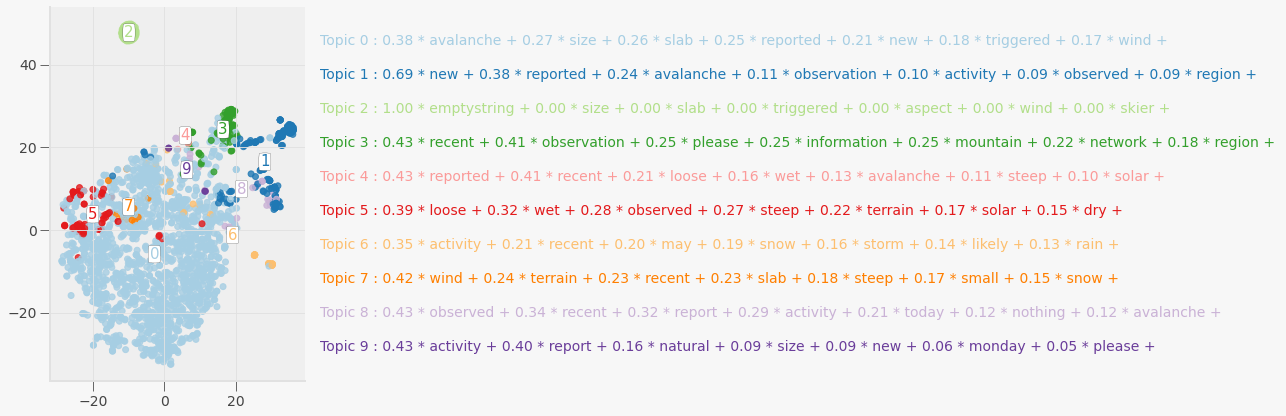 2
Topic 0 : 0.38 * avalanche + 0.27 * size + 0.26 * slab + 0.25 * reported + 0.21 * new + 0.18 * triggered + 0.17 * wind +
40
Topic 1 : 0.69 * new + 0.38 * reported + 0.24 * avalanche + 0.11 * observation + 0.10 * activity + 0.09 * observed + 0.09 * region +
Topic 2 : 1.00 * emptystring + 0.00 * size + 0.00 * slab + 0.00 * triggered + 0.00 * aspect + 0.00 * wind + 0.00 * skier +
4
3
Topic 3 : 0.43 * recent + 0.41 * observation + 0.25 * please + 0.25 * information + 0.25 * mountain + 0.22 * network + 0.18 * region +
20
9
1
Topic 4 : 0.43 * reported + 0.41 * recent + 0.21 * loose + 0.16 * wet + 0.13 * avalanche + 0.11 * steep + 0.10 * solar +
8
5
7
Topic 5 : 0.39 * loose + 0.32 * wet + 0.28 * observed + 0.27 * steep + 0.22 * terrain + 0.17 * solar + 0.15 * dry +
0
6
Topic 6 : 0.35 * activity + 0.21 * recent + 0.20 * may + 0.19 * snow + 0.16 * storm + 0.14 * likely + 0.13 * rain +
0
Topic 7 : 0.42 * wind + 0.24 * terrain + 0.23 * recent + 0.23 * slab + 0.18 * steep + 0.17 * small + 0.15 * snow +
−20
Topic 8 : 0.43 * observed + 0.34 * recent + 0.32 * report + 0.29 * activity + 0.21 * today + 0.12 * nothing + 0.12 * avalanche +
Topic 9 : 0.43 * activity + 0.40 * report + 0.16 * natural + 0.09 * size + 0.09 * new + 0.06 * monday + 0.05 * please +
−20 0 20